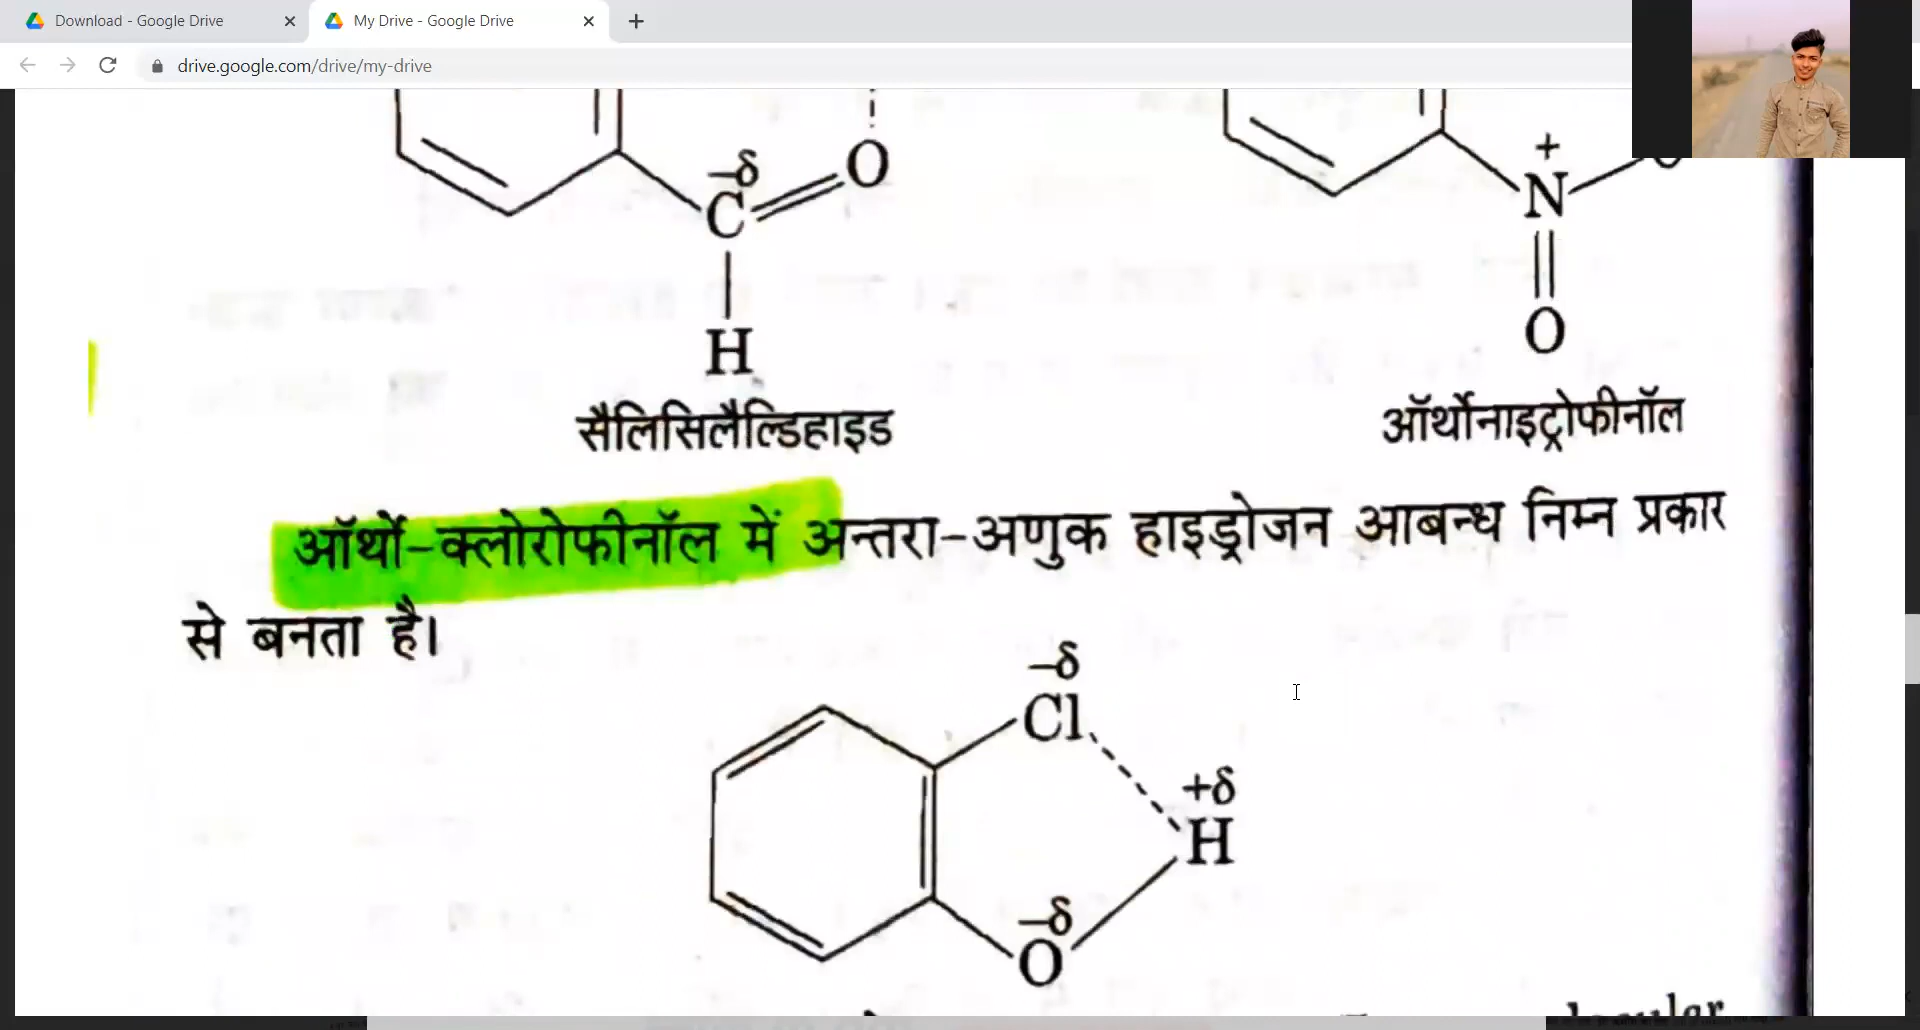 Download - Google Drive
My Drive - Google Drive
drive.google.com/drive/my-drive
–δ
C
O
H
सैलिसिलैल्डिहाइड
+
N
O
ऑर्थोनाइट्रोफीनॉल
ऑर्थो-क्लोरोफीनॉल में अन्तरा-अणुक हाइड्रोजन आबन्ध निम्न प्रकार
से बनता है।
–δ
Cl
+δ
H
–δ
O